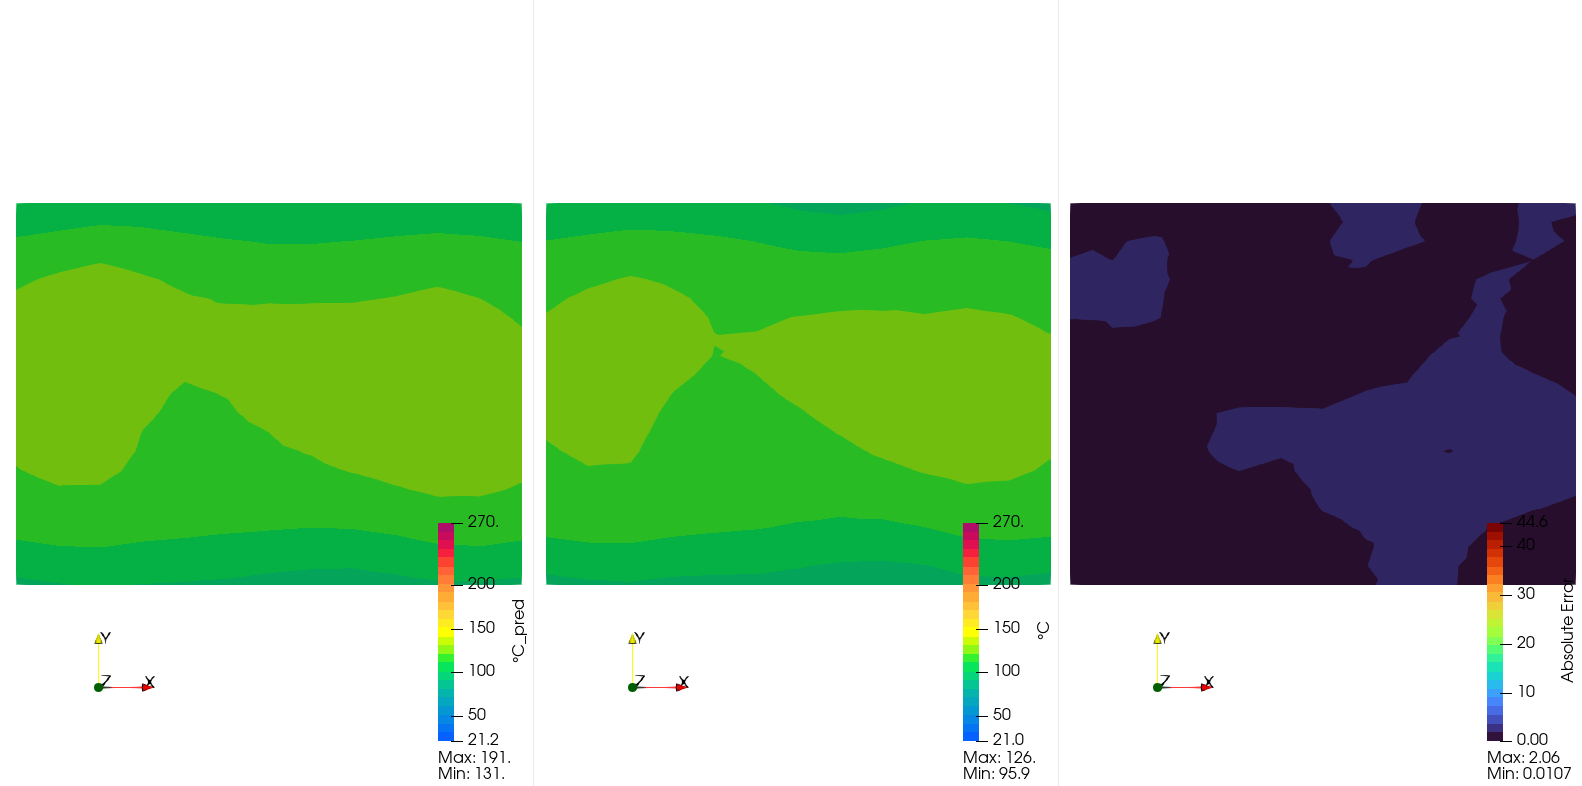 270.
200
150
100
50
21.2
°C_pred
Max: 191.
Min: 131.
Y
Z
X
270.
200
150
100
50
21.0
°C
Max: 126.
Min: 95.9
Y
Z
X
44.6
40
30
20
10
0.00
Absolute Error
Max: 2.06
Min: 0.0107
Y
Z
X